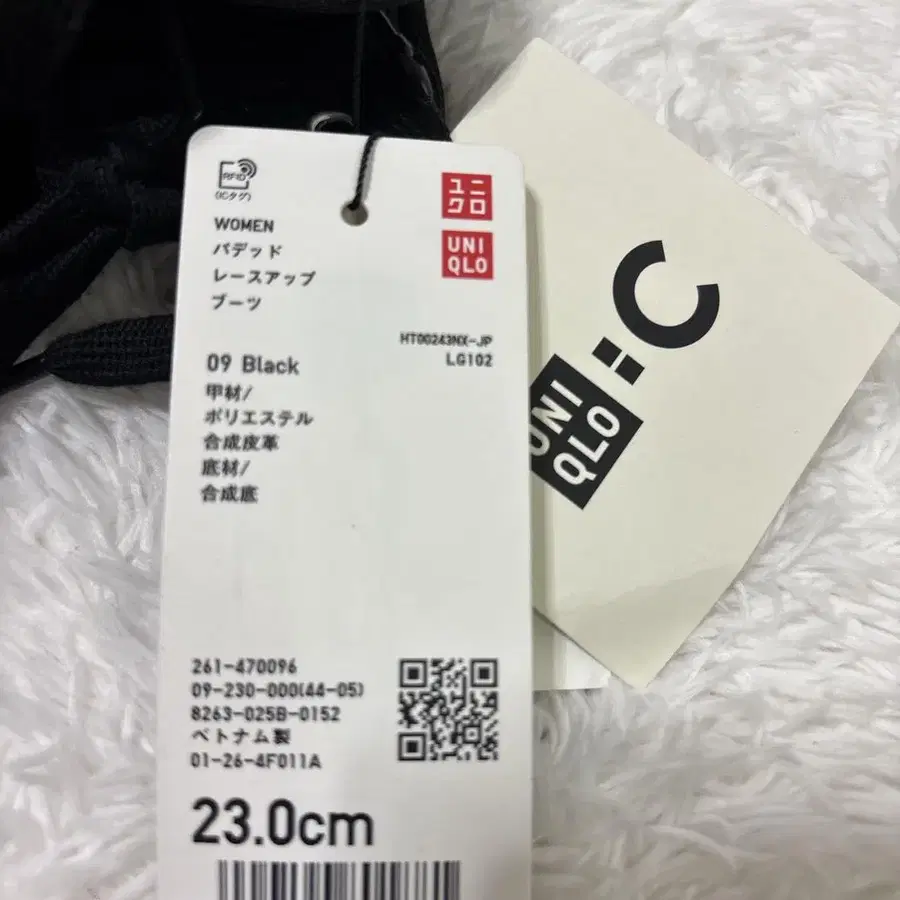 RFID
(ICタグ)
WOMEN
パデッド
レースアップ
ブーツ
ユニ
クロ
UNI
QLO
HT00243NX-JP
LG102
09 Black
甲材/
ポリエステル
合成皮革
底材/
合成底
261-470096
09-230-000(44-05)
8263-025B-0152
ベトナム製
01-26-4F011A
23.0cm
UNI
QLO
:C